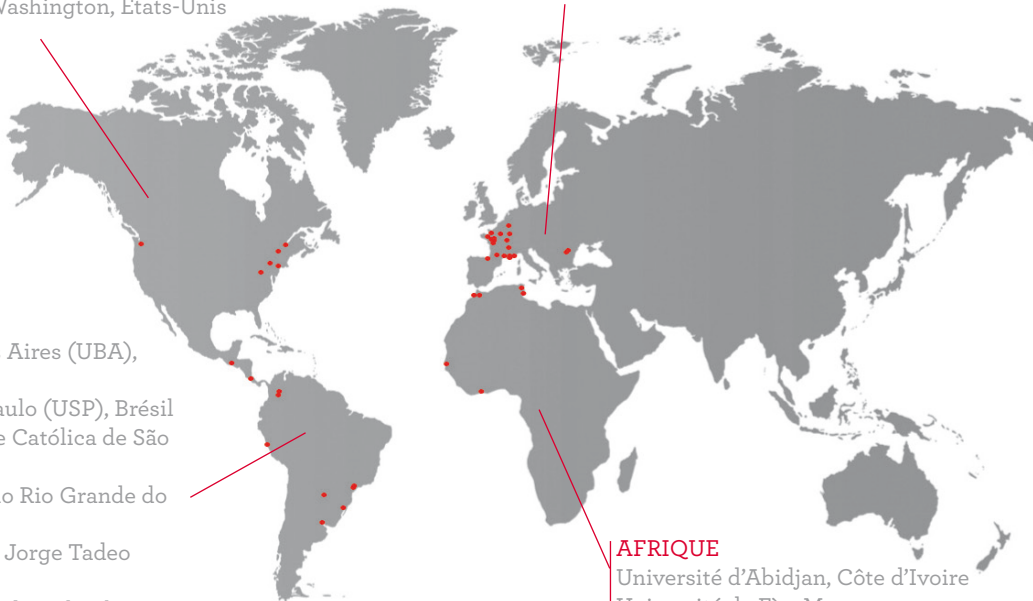 Washington, Etats-Unis
Aires (UBA),
aulo (USP), Brésil
e Católica de São
o Rio Grande do
Jorge Tadeo
AFRIQUE
Université d'Abidjan, Côte d'Ivoire